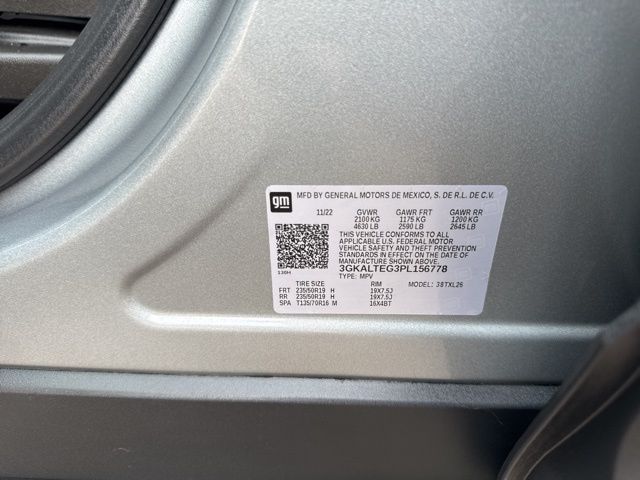 gm
MFD BY GENERAL MOTORS DE MEXICO, S. DE R.L. DE C.V.
11/22 GVWR GAWR FRT GAWR RR
2100 KG 1175 KG 1200 KG
4630 LB 2590 LB 2645 LB
THIS VEHICLE CONFORMS TO ALL
APPLICABLE U.S. FEDERAL MOTOR
VEHICLE SAFETY AND THEFT PREVENTION
STANDARDS IN EFFECT ON THE DATE OF
MANUFACTURE SHOWN ABOVE.
3GKALTEG3PL156778
TYPE: MPV
TIRE SIZE RIM MODEL: 3BTXL26
FRT 235/50R19 H 19X7.5J
RR 235/50R19 H 19X7.5J
SPA T135/70R16 M 16X4BT